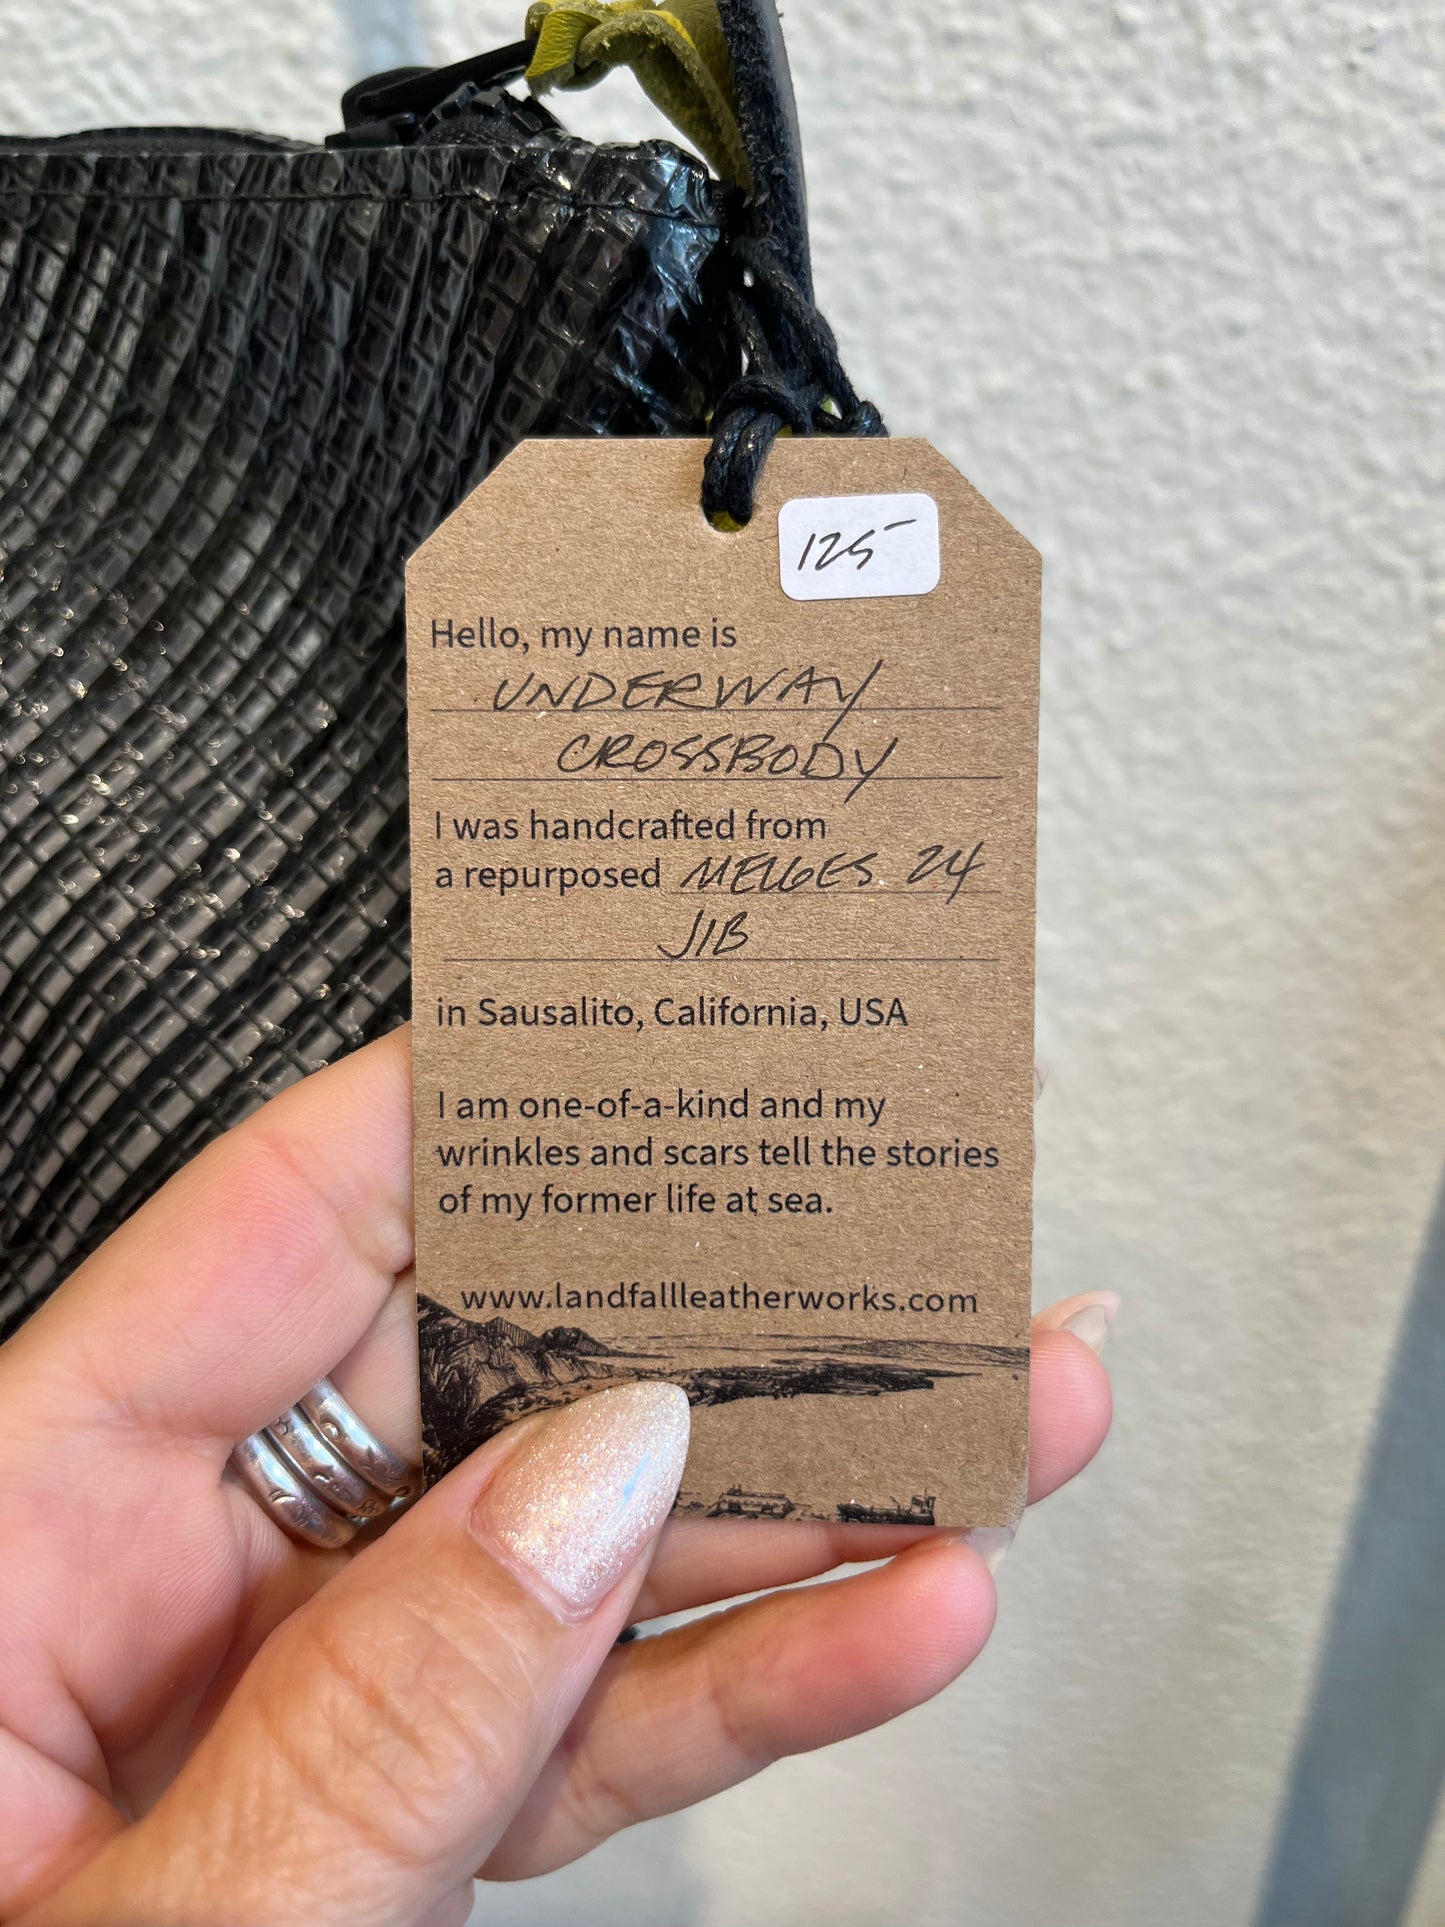 125-
Hello, my name is
UNDERWAY
CROSSBODY
I was handcrafted from
a repurposed MELGES 24
JIB
in Sausalito, California, USA
I am one-of-a-kind and my
wrinkles and scars tell the stories
of my former life at sea.
www.landfallleatherworks.com